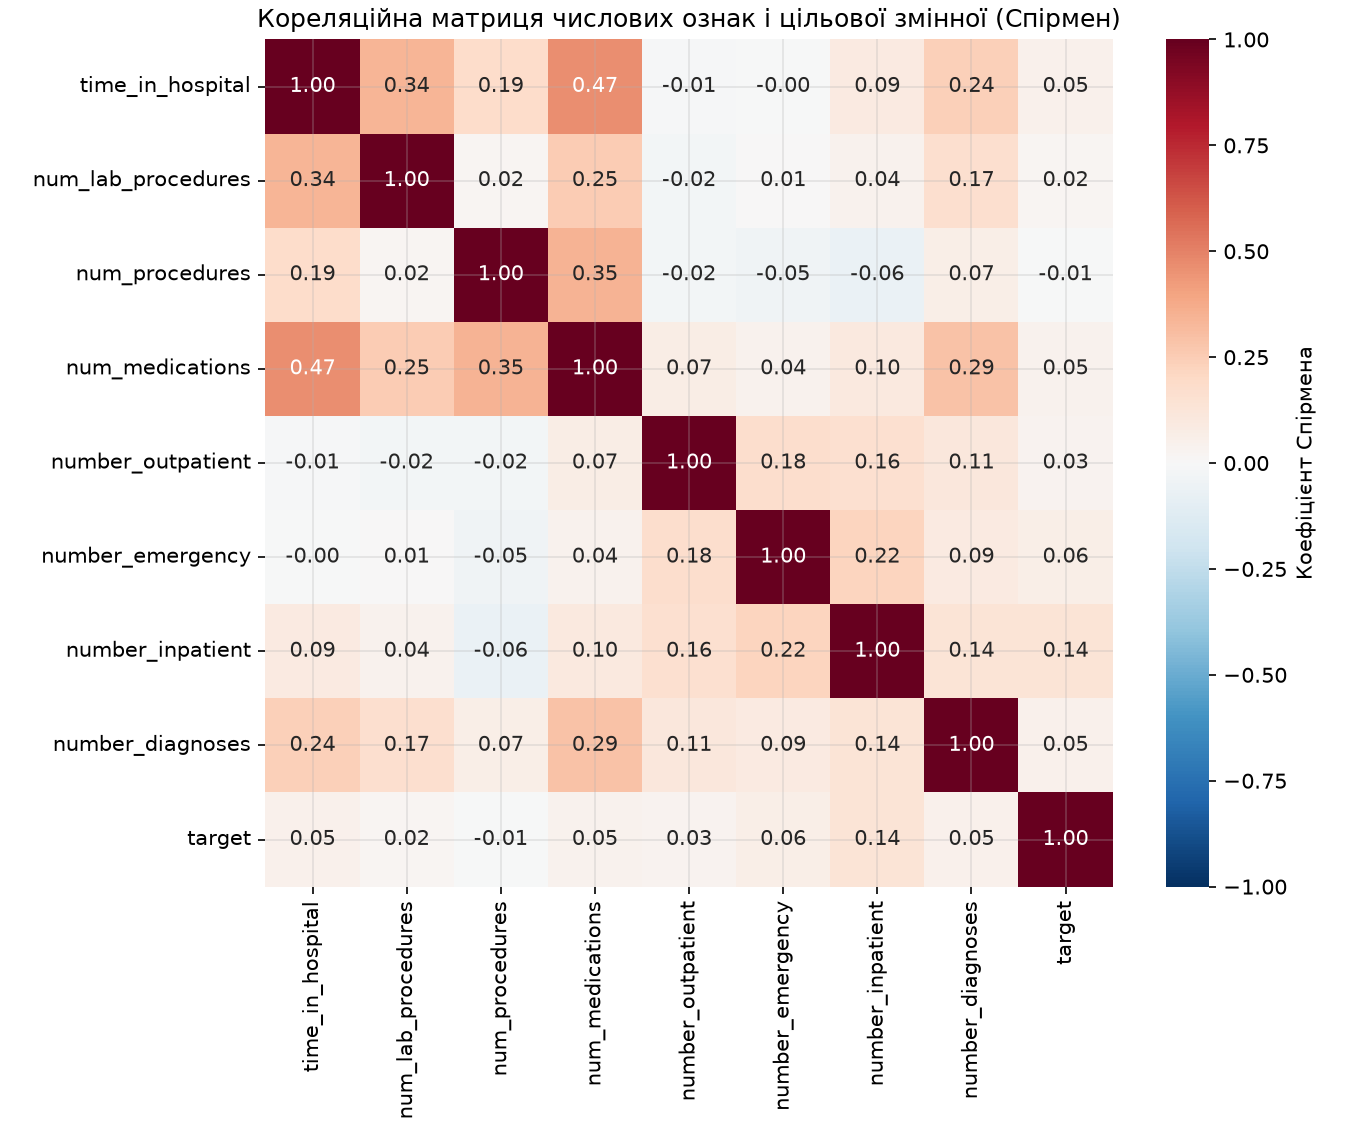 Кореляційна матриця числових ознак і цільової змінної (Спірмен)
time_in_hospital 1.00 0.34 0.19 0.47 -0.01 -0.00 0.09 0.24 0.05
num_lab_procedures 0.34 1.00 0.02 0.25 -0.02 0.01 0.04 0.17 0.02
num_procedures 0.19 0.02 1.00 0.35 -0.02 -0.05 -0.06 0.07 -0.01
num_medications 0.47 0.25 0.35 1.00 0.07 0.04 0.10 0.29 0.05
number_outpatient -0.01 -0.02 -0.02 0.07 1.00 0.18 0.16 0.11 0.03
number_emergency -0.00 0.01 -0.05 0.04 0.18 1.00 0.22 0.09 0.06
number_inpatient 0.09 0.04 -0.06 0.10 0.16 0.22 1.00 0.14 0.14
number_diagnoses 0.24 0.17 0.07 0.29 0.11 0.09 0.14 1.00 0.05
target 0.05 0.02 -0.01 0.05 0.03 0.06 0.14 0.05 1.00
time_in_hospital
num_lab_procedures
num_procedures
num_medications
number_outpatient
number_emergency
number_inpatient
number_diagnoses
target
1.00
0.75
0.50
0.25
0.00
−0.25
−0.50
−0.75
−1.00
Коефіцієнт Спірмена